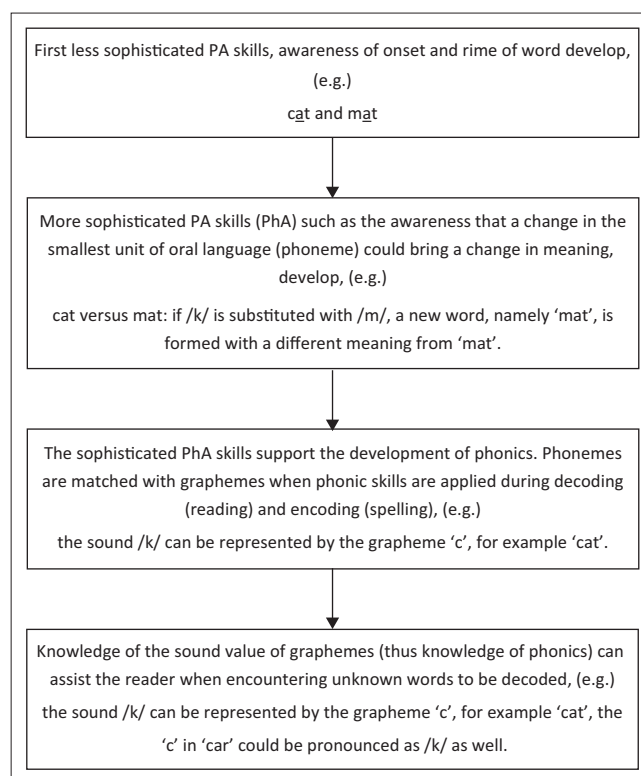 First less sophisticated PA skills, awareness of onset and rime of word develop,
(e.g.)
cat and mat
More sophisticated PA skills (PhA) such as the awareness that a change in the
smallest unit of oral language (phoneme) could bring a change in meaning,
develop, (e.g.)
cat versus mat: if /k/ is substituted with /m/, a new word, namely ‘mat’, is
formed with a different meaning from ‘mat’.
The sophisticated PhA skills support the development of phonics. Phonemes
are matched with graphemes when phonic skills are applied during decoding
(reading) and encoding (spelling), (e.g.)
the sound /k/ can be represented by the grapheme ‘c’, for example ‘cat’.
Knowledge of the sound value of graphemes (thus knowledge of phonics) can
assist the reader when encountering unknown words to be decoded, (e.g.)
the sound /k/ can be represented by the grapheme ‘c’, for example ‘cat’, the
‘c’ in ‘car’ could be pronounced as /k/ as well.